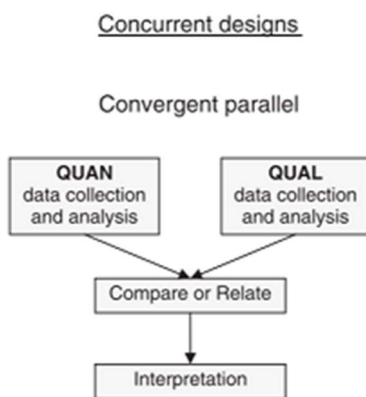 Concurrent designs
Convergent parallel
QUAN
data collection
and analysis
QUAL
data collection
and analysis
Compare or Relate
Interpretation